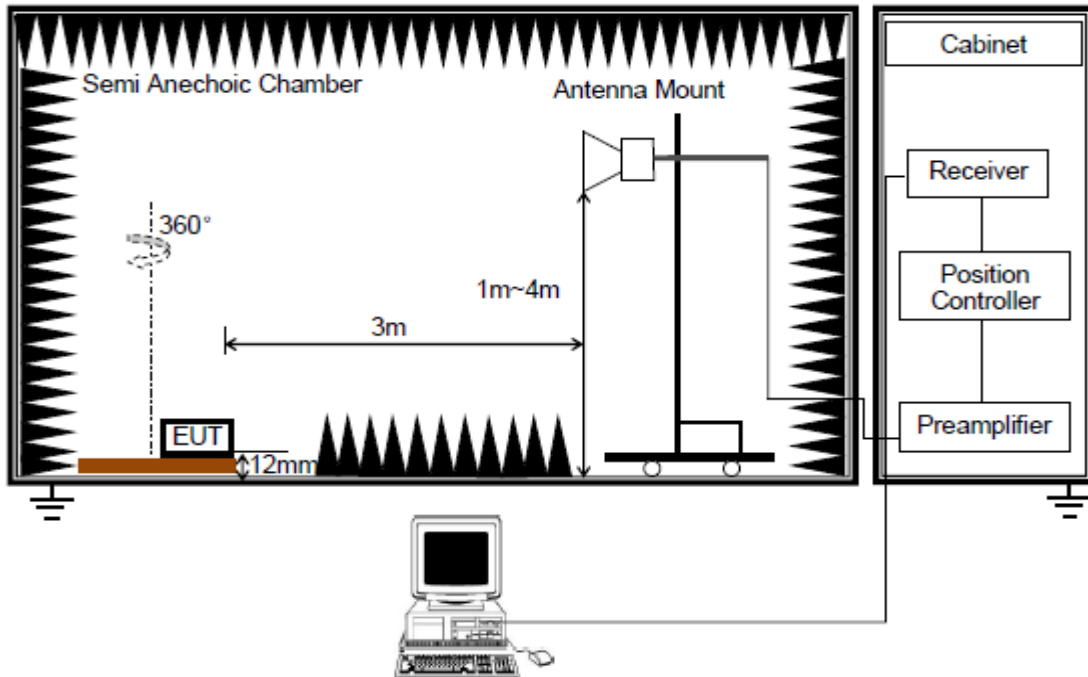 Semi Anechoic Chamber
Antenna Mount
360°
1m~4m
3m
EUT
12mm
Cabinet
Receiver
Position
Controller
Preamplifier